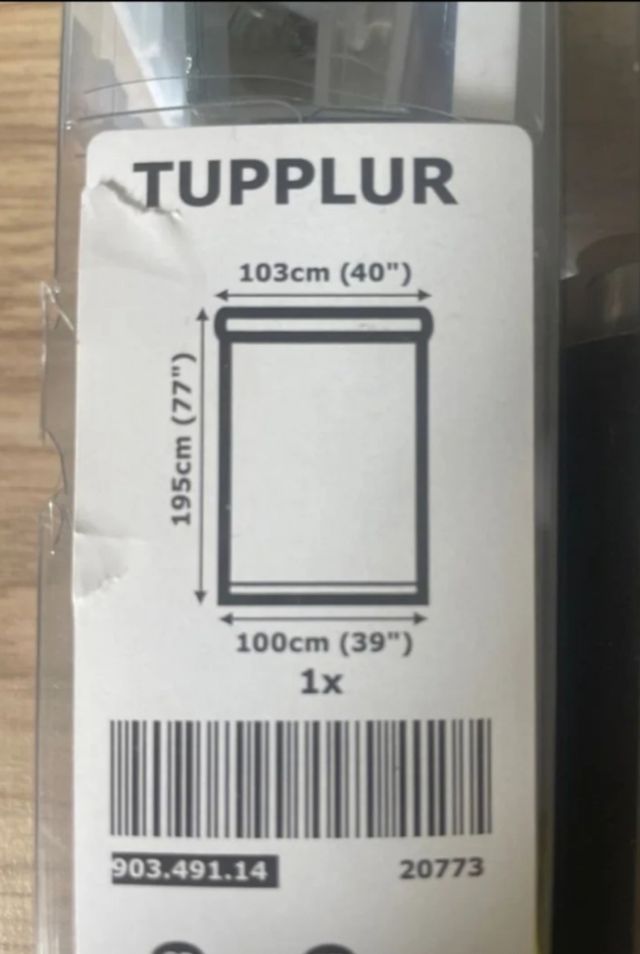 TUPPLUR
103cm (40")
195cm (77")
100cm (39")
1x
903.491.14 20773